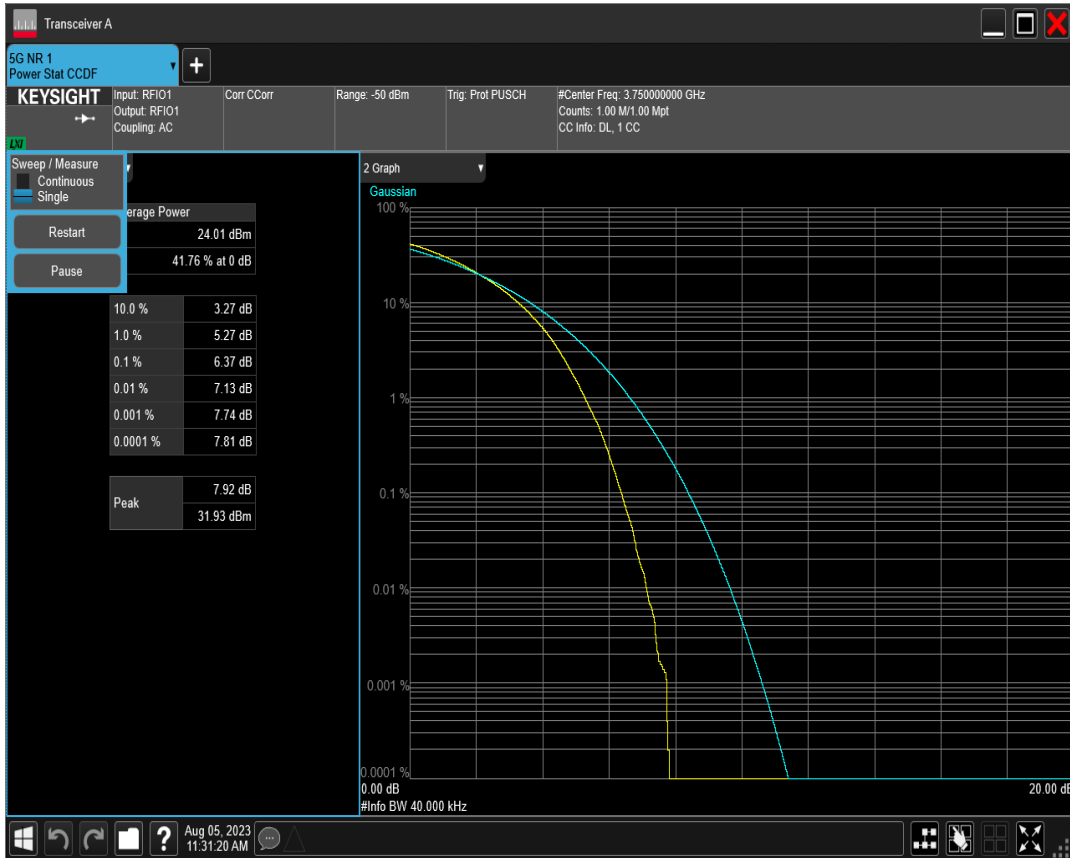 Transceiver A
5G NR 1
Power Stat CCDF
KEYSIGHT
LXI
Input: RFIO1
Output: RFIO1
Coupling: AC
Corr CCorr
Range: -50 dBm
Trig: Prot PUSCH
#Center Freq: 3.750000000 GHz
Counts: 1.00 M/1.00 Mpt
CC Info: DL, 1 CC
Sweep / Measure
Continuous
Single
Restart
Pause
erage Power
24.01 dBm
41.76 % at 0 dB
10.0 % 3.27 dB
1.0 % 5.27 dB
0.1 % 6.37 dB
0.01 % 7.13 dB
0.001 % 7.74 dB
0.0001 % 7.81 dB
Peak
7.92 dB
31.93 dBm
2 Graph
Gaussian
100 %
10 %
1 %
0.1 %
0.01 %
0.001 %
0.0001 %
0.00 dB
20.00 dB
#Info BW 40.000 kHz
?
Aug 05, 2023
11:31:20 AM